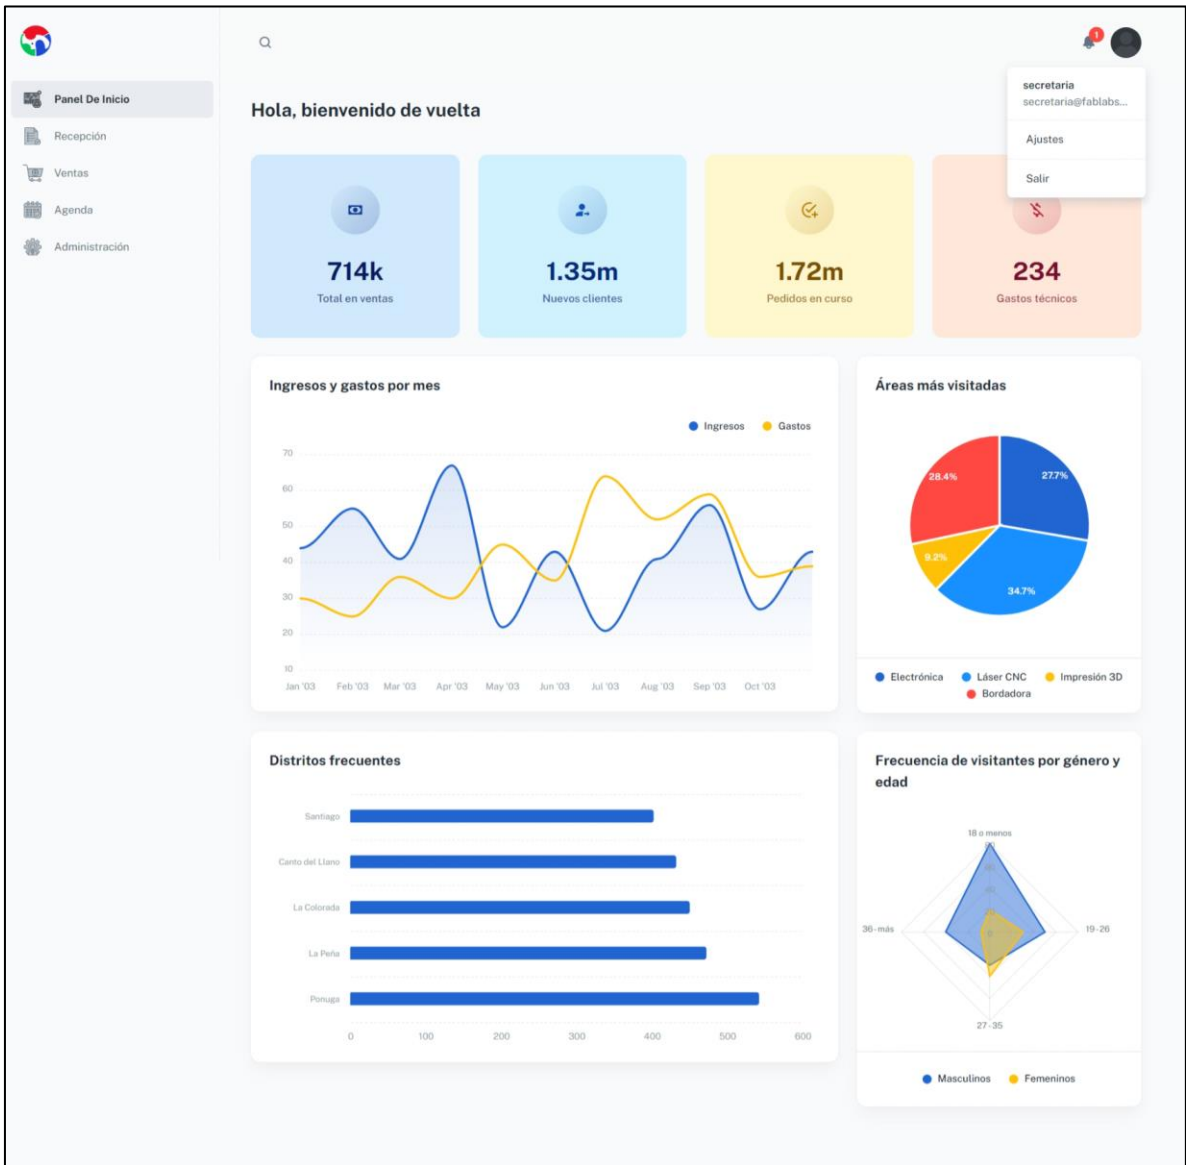 1
secretaria
secretaria@fablabs...
Ajustes
Salir
Panel De Inicio
Recepción
Ventas
Agenda
Administración
Hola, bienvenido de vuelta
714k
Total en ventas
1.35m
Nuevos clientes
1.72m
Pedidos en curso
234
Gastos técnicos
Ingresos y gastos por mes
Ingresos Gastos
70
60
50
40
30
20
10
Jan '03 Feb '03 Mar '03 Apr '03 May '03 Jun '03 Jul '03 Aug '03 Sep '03 Oct '03
Áreas más visitadas
28.4% 27.7%
9.2%
34.7%
Electrónica Láser CNC Impresión 3D
Bordadora
Distritos frecuentes
Santiago
Canto del Llano
La Colorada
La Peña
Ponuga
0 100 200 300 400 500 600
Frecuencia de visitantes por género y
edad
18 o menos
36-más 0 19-26
27-35
Masculinos Femeninos